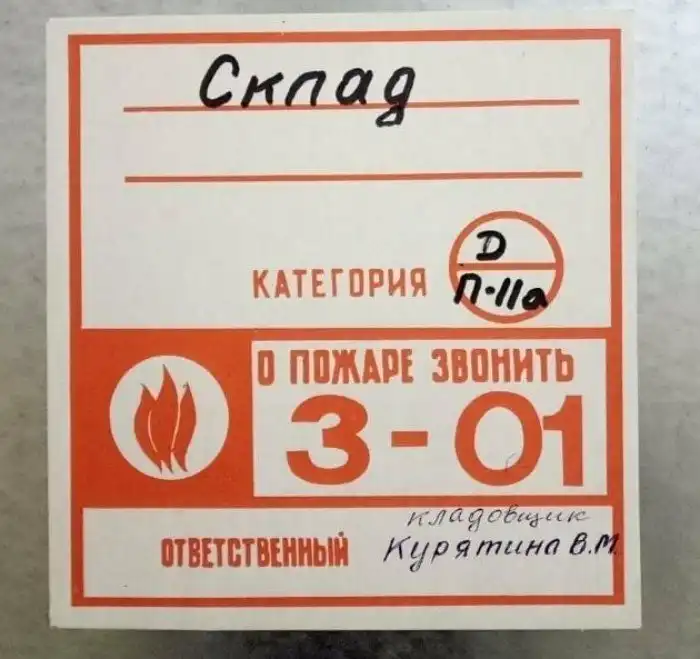 Склад
КАТЕГОРИЯ
Д
П-IIа
О ПОЖАРЕ ЗВОНИТЬ
3-01
ОТВЕТСТВЕННЫЙ
кладовщик
Курятина В.М.